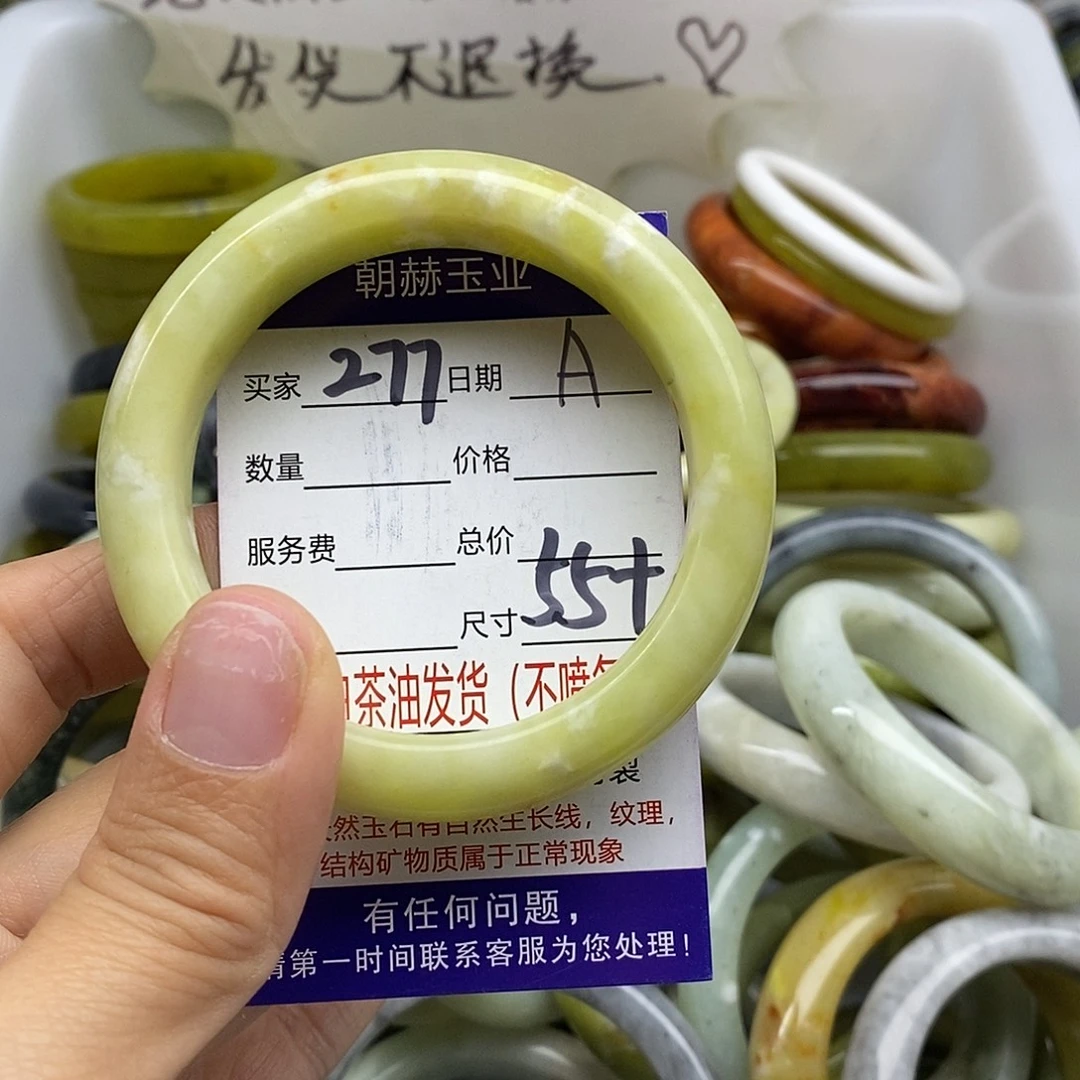 发货不退换
朝赫玉业
买家 277 日期 A
数量 价格
服务费 总价
尺寸 55+
茶油发货（不喷
裂
然玉石有自然生长线，纹理，
结构矿物质属于正常现象
有任何问题，
请第一时间联系客服为您处理！